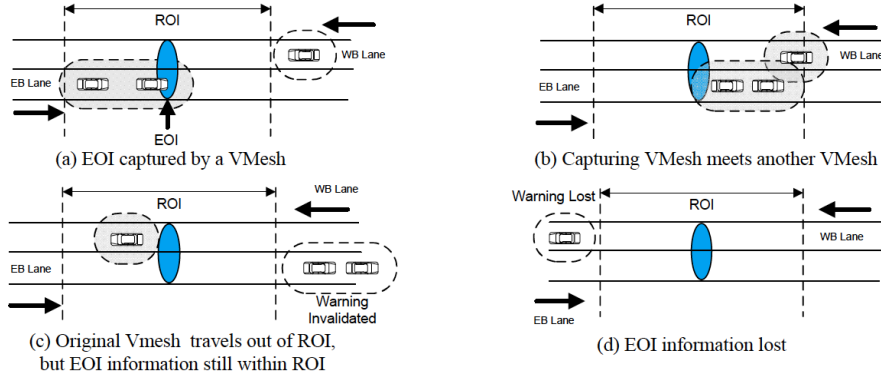 ROI
WB Lane
EB Lane
EOI
(a) EOI captured by a VMesh
ROI
WB Lane
EB Lane
(b) Capturing VMesh meets another VMesh
WB Lane
ROI
EB Lane
Warning
Invalidated
(c) Original Vmesh travels out of ROI,
but EOI information still within ROI
Warning Lost
ROI
WB Lane
EB Lane
(d) EOI information lost